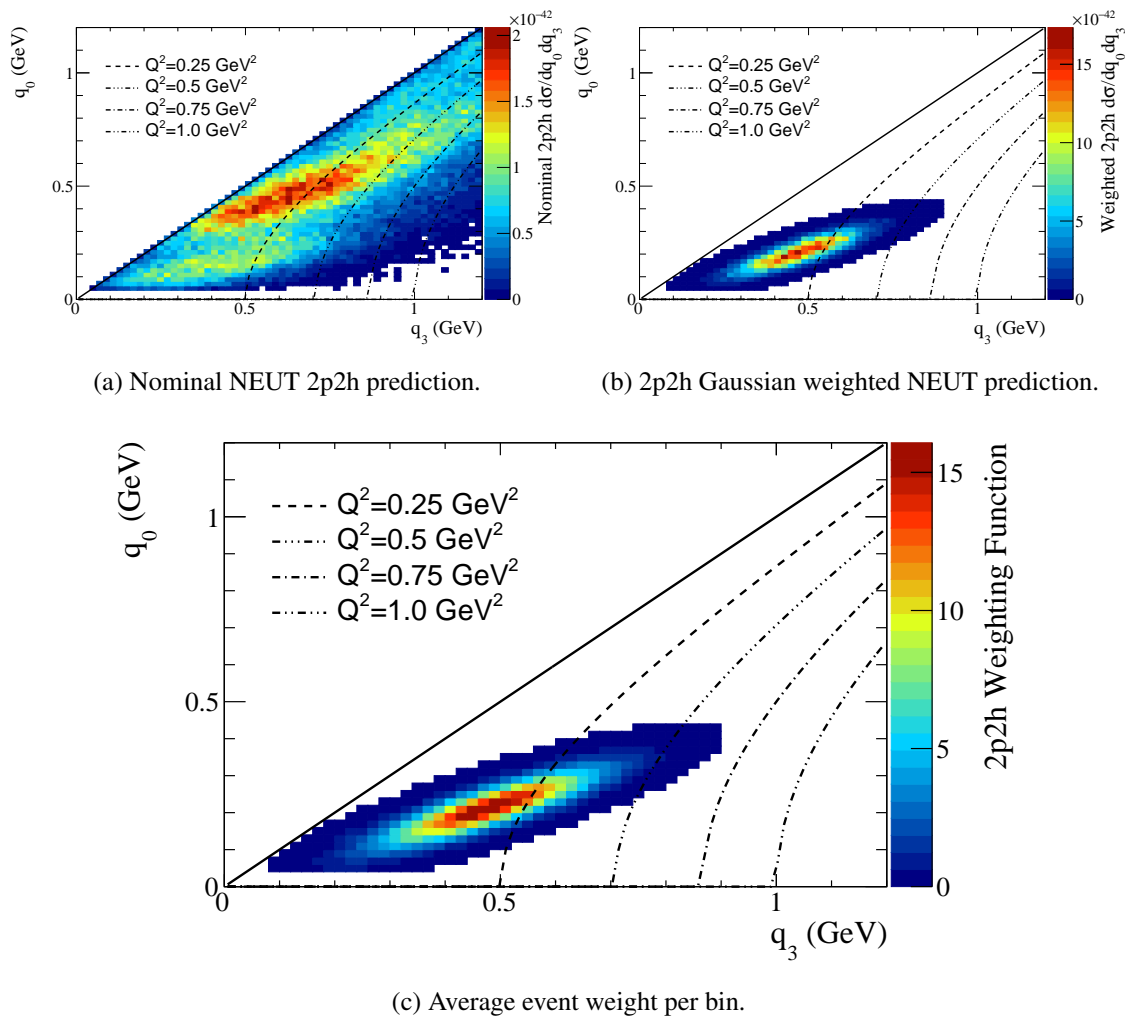 ×10⁻⁴²
q₀ (GeV)
1
0.5
0
Q²=0.25 GeV²
Q²=0.5 GeV²
Q²=0.75 GeV²
Q²=1.0 GeV²
0 0.5 1
q₃ (GeV)
2
1.5
1
0.5
0
Nominal 2p2h dσ/dq₀dq₃
(a) Nominal NEUT 2p2h prediction.
×10⁻⁴²
q₀ (GeV)
1
0.5
0
Q²=0.25 GeV²
Q²=0.5 GeV²
Q²=0.75 GeV²
Q²=1.0 GeV²
0 0.5 1
q₃ (GeV)
15
10
5
0
Weighted 2p2h dσ/dq₀dq₃
(b) 2p2h Gaussian weighted NEUT prediction.
q₀ (GeV)
1
0.5
0
Q²=0.25 GeV²
Q²=0.5 GeV²
Q²=0.75 GeV²
Q²=1.0 GeV²
0 0.5 1
q₃ (GeV)
15
10
5
0
2p2h Weighting Function
(c) Average event weight per bin.